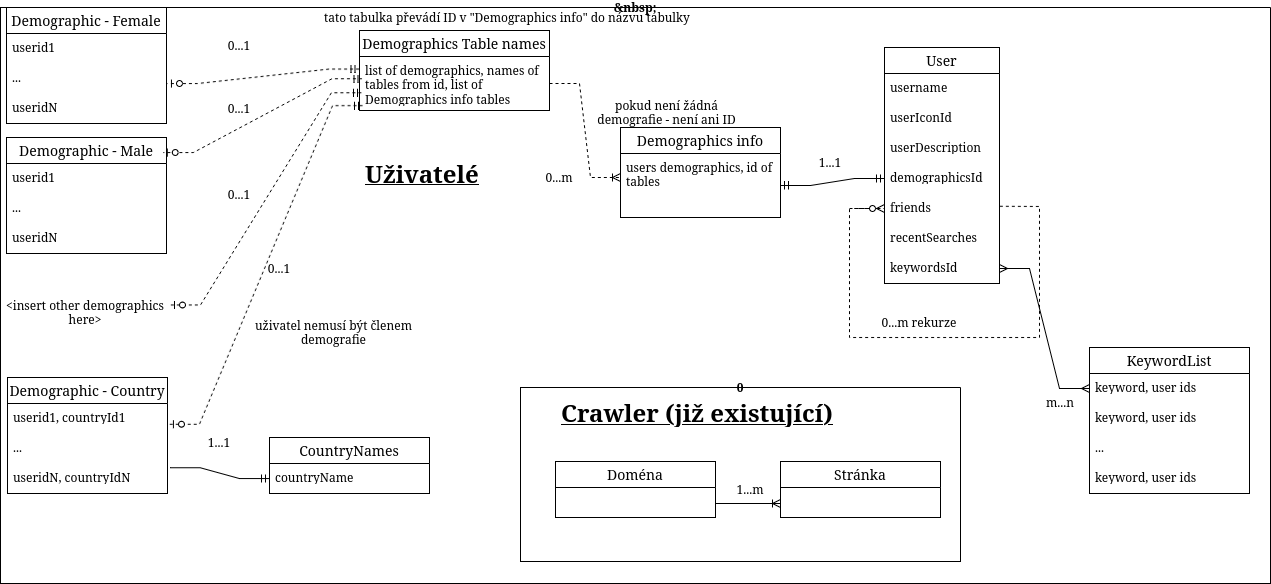 &nbsp;
tato tabulka převádí ID v "Demographics info" do názvu tabulky
Demographic - Female
userid1
...
useridN
0...1
Demographics Table names
list of demographics, names of
tables from id, list of
Demographics info tables
0...1
Demographic - Male
userid1
...
useridN
0...1
Uživatelé
0...m
pokud není žádná
demografie - není ani ID
Demographics info
users demographics, id of
tables
1...1
User
username
userIconId
userDescription
demographicsId
friends
recentSearches
keywordsId
0...m rekurze
0...1
<insert other demographics
here>
uživatel nemusí být členem
demografie
Demographic - Country
userid1, countryId1
...
useridN, countryIdN
1...1
CountryNames
countryName
0
Crawler (již existující)
Doména
1...m
Stránka
m...n
KeywordList
keyword, user ids
keyword, user ids
...
keyword, user ids